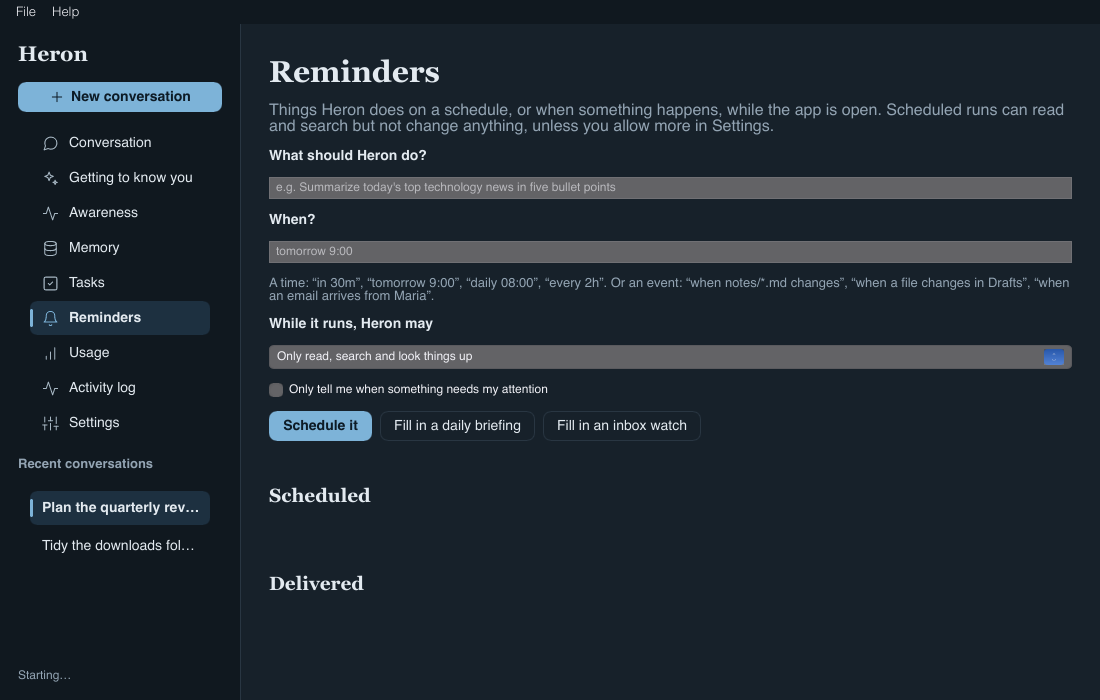 File Help
Heron
New conversation
Conversation
Getting to know you
Awareness
Memory
Tasks
Reminders
Usage
Activity log
Settings
Recent conversations
Plan the quarterly rev…
Tidy the downloads fol…
Starting…
Reminders
Things Heron does on a schedule, or when something happens, while the app is open. Scheduled runs can read
and search but not change anything, unless you allow more in Settings.
What should Heron do?
e.g. Summarize today's top technology news in five bullet points
When?
tomorrow 9:00
A time: “in 30m”, “tomorrow 9:00”, “daily 08:00”, “every 2h”. Or an event: “when notes/*.md changes”, “when a file changes in Drafts”, “when
an email arrives from Maria”.
While it runs, Heron may
Only read, search and look things up
Only tell me when something needs my attention
Schedule it
Fill in a daily briefing
Fill in an inbox watch
Scheduled
Delivered